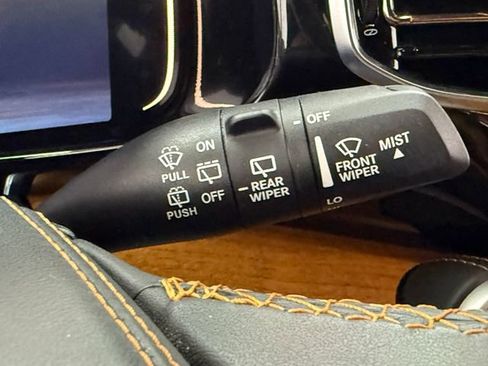 ON
PULL
OFF
PUSH
REAR
WIPER
OFF
FRONT
WIPER
MIST
LO